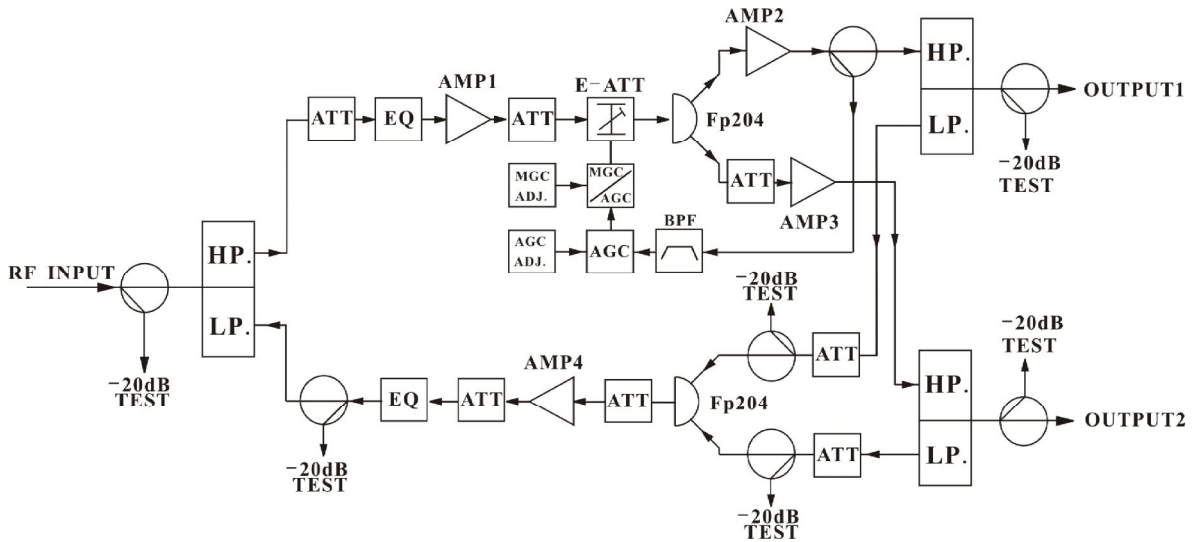 AMP2
HP.
LP.
OUTPUT1
-20dB
TEST
AMP1
E-ATT
ATT
EQ
ATT
Fp204
ATT
AMP3
MGC
ADJ.
MGC
AGC
AGC
ADJ.
AGC
BPF
RF INPUT
HP.
LP.
-20dB
TEST
-20dB
TEST
ATT
-20dB
TEST
AMP4
EQ
ATT
ATT
Fp204
HP.
LP.
OUTPUT2
-20dB
TEST
ATT
-20dB
TEST